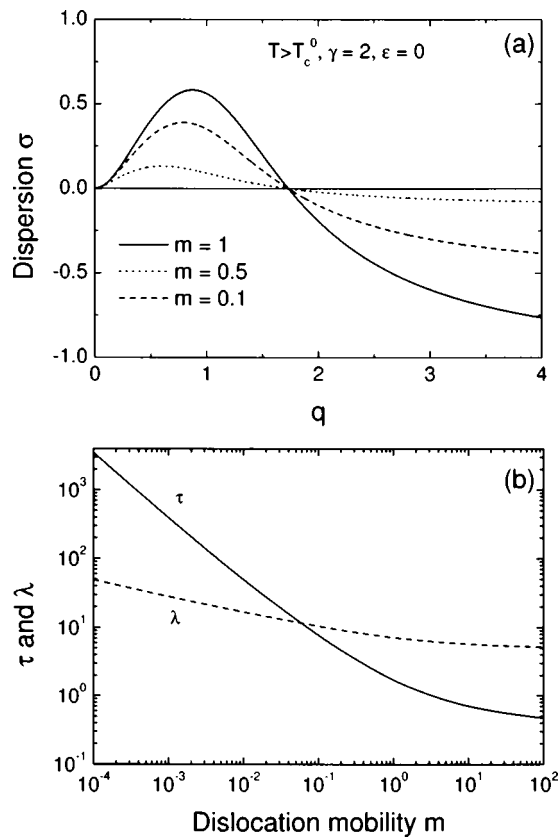 (a)
T>T_c^0, γ = 2, ε = 0
1.0
0.5
0.0
-0.5
-1.0
Dispersion σ
m = 1
m = 0.5
m = 0.1
0 1 2 3 4
q
(b)
10^3
10^2
10^1
10^0
10^-1
τ and λ
τ
λ
10^-4 10^-3 10^-2 10^-1 10^0 10^1 10^2
Dislocation mobility m